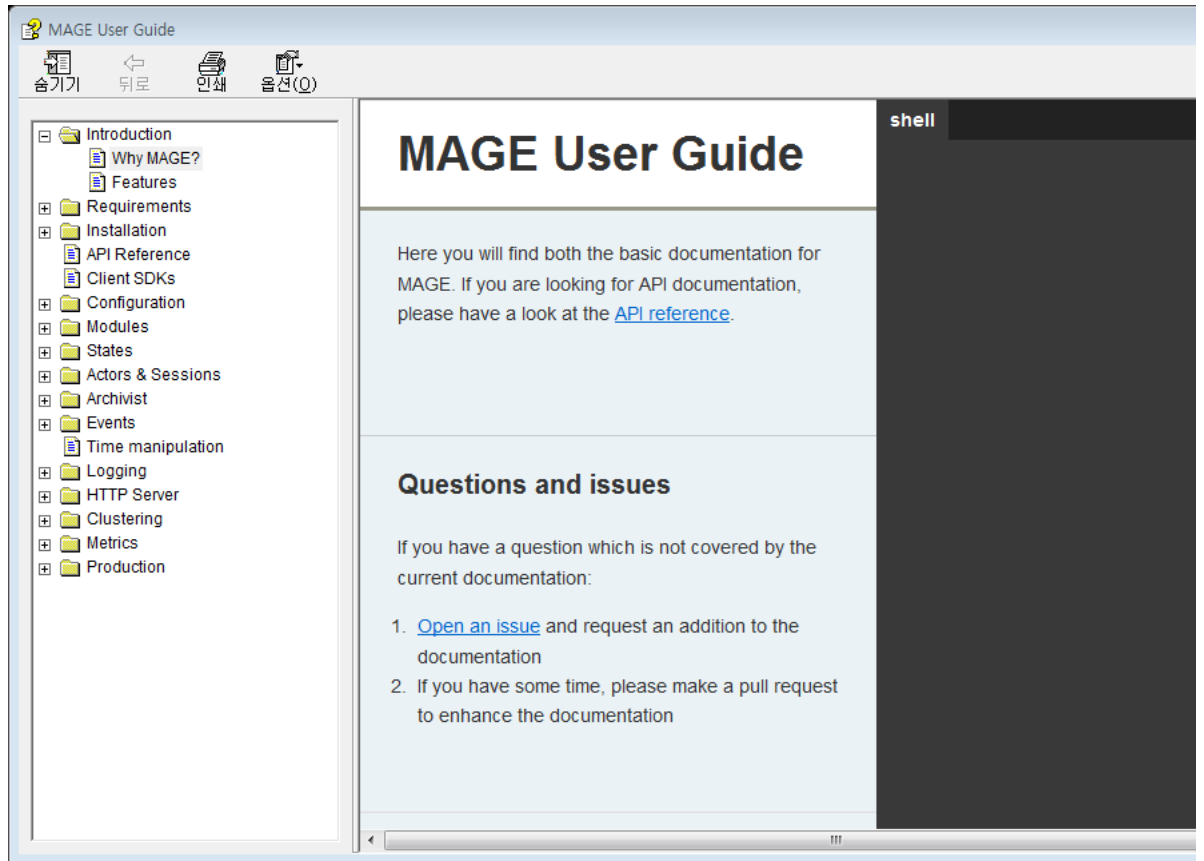 MAGE User Guide
숨기기
뒤로
인쇄
옵션(O)
Introduction
Why MAGE?
Features
Requirements
Installation
API Reference
Client SDKs
Configuration
Modules
States
Actors & Sessions
Archivist
Events
Time manipulation
Logging
HTTP Server
Clustering
Metrics
Production
MAGE User Guide
Here you will find both the basic documentation for
MAGE. If you are looking for API documentation,
please have a look at the API reference.
Questions and issues
If you have a question which is not covered by the
current documentation:
1. Open an issue and request an addition to the
documentation
2. If you have some time, please make a pull request
to enhance the documentation
shell